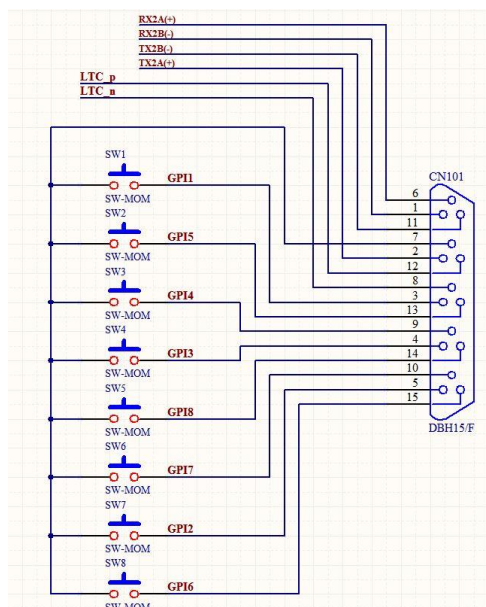 RX2A(+)
RX2B(-)
TX2B(-)
TX2A(+)
LTC_p
LTC_n
SW1
GPI1
SW-MOM
SW2
GPI5
SW-MOM
SW3
GPI4
SW-MOM
SW4
GPI3
SW-MOM
SW5
GPI8
SW-MOM
SW6
GPI7
SW-MOM
SW7
GPI2
SW-MOM
SW8
GPI6
SW-MOM
CN101
6
1
11
7
2
12
8
3
13
9
4
14
10
5
15
DBH15/F